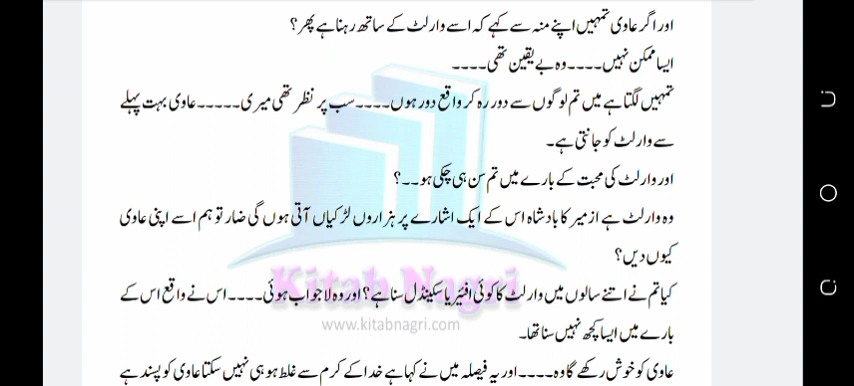 اور اگر عاوی تمہیں اپنے منہ سے کہے کہ اسے وارلٹ کے ساتھ رہنا ہے پھر؟
ایسا ممکن نہیں۔۔۔۔وہ بے یقین تھی۔۔۔۔
تمہیں لگتا ہے میں تم لوگوں سے دور رہ کر واقع دور ہوں۔۔۔۔سب پر نظر تھی میری۔۔۔۔۔عاوی بہت پہلے
سے وارلٹ کو جانتی ہے۔
اور وارلٹ کی محبت کے بارے میں تم سن ہی چکی ہو۔۔؟
وہ وارلٹ ہے ازمیر کا بادشاہ اس کے ایک اشارے پر ہزاروں لڑکیاں آتی ہوں گی ضار تو ہم اسے اپنی عاوی
کیوں دیں؟
کیا تم نے اتنے سالوں میں وارلٹ کا کوئی افئیر یا سکینڈل سنا ہے؟ اور وہ لاجواب ہوئی۔۔۔۔اس نے واقع اس کے
بارے میں ایسا کچھ نہیں سنا تھا۔
عاوی کو خوش رکھے گا وہ۔۔۔۔اور یہ فیصلہ میں نے کہا ہے خدا کے کرم سے غلط ہو ہی نہیں سکتا عاوی کو پسند ہے
Kitab Nagri
www.kitabnagri.com